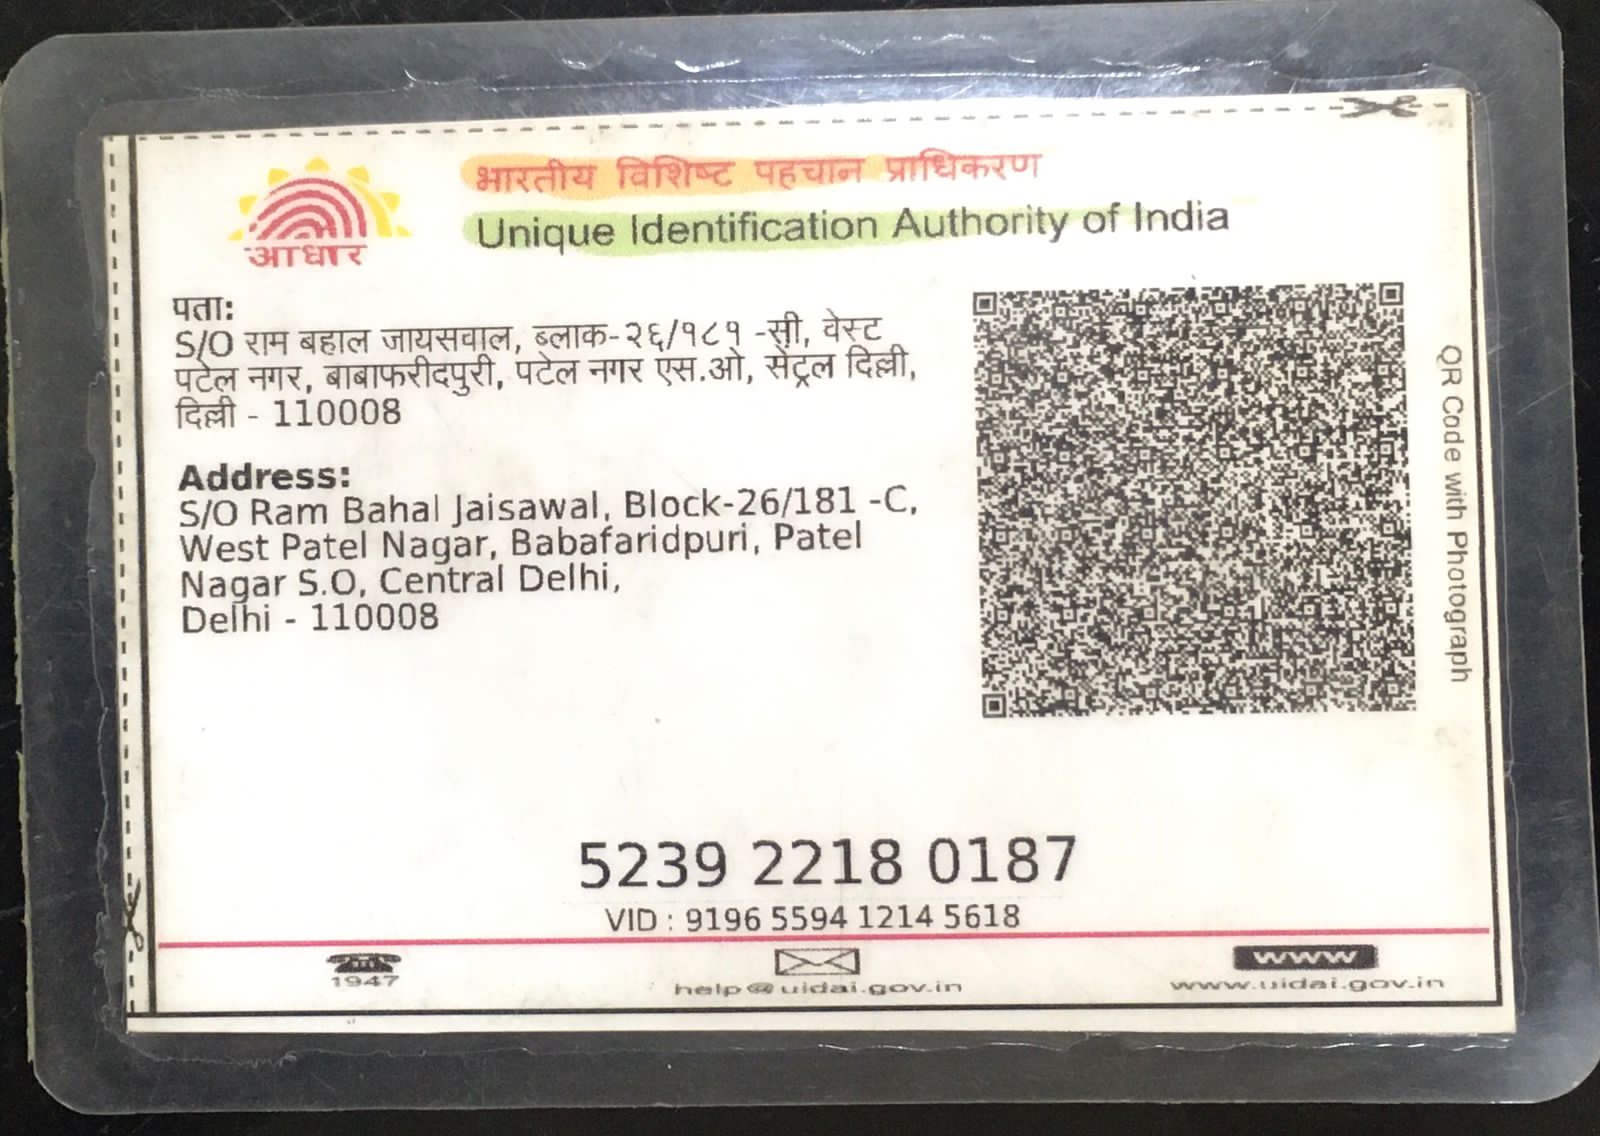 भारतीय विशिष्ट पहचान प्राधिकरण
Unique Identification Authority of India
आधार
पता:
S/O राम बहाल जायसवाल, ब्लाक-२६/१८१ -सी, वेस्ट
पटेल नगर, बाबाफरीदपुरी, पटेल नगर एस.ओ, सेंट्रल दिल्ली,
दिल्ली - 110008
Address:
S/O Ram Bahal Jaisawal, Block-26/181 -C,
West Patel Nagar, Babafaridpuri, Patel
Nagar S.O, Central Delhi,
Delhi - 110008
QR Code with Photograph
5239 2218 0187
VID : 9196 5594 1214 5618
1947
help@uidai.gov.in
www
www.uidai.gov.in